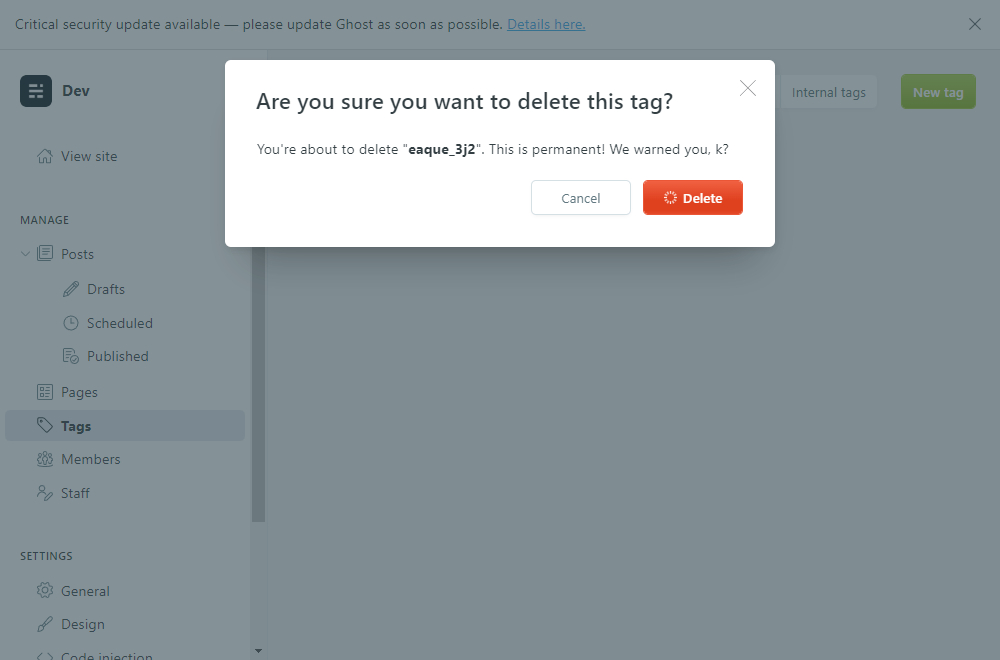 Critical security update available — please update Ghost as soon as possible. Details here.
Dev
Internal tags
New tag
Are you sure you want to delete this tag?
You're about to delete "eaque_3j2". This is permanent! We warned you, k?
Cancel
Delete
View site
MANAGE
Posts
Drafts
Scheduled
Published
Pages
Tags
Members
Staff
SETTINGS
General
Design
Code injection